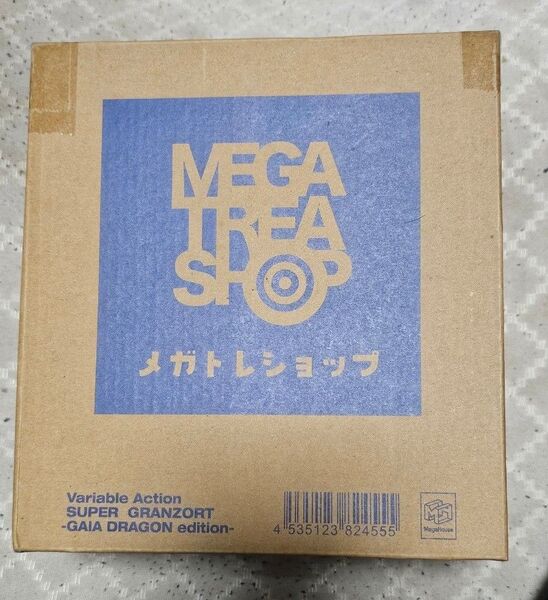 MEGA
TREA
SHOP
メガトレショップ
Variable Action
SUPER GRANZORT
-GAIA DRAGON edition-
4 535123 824555
MegaHouse